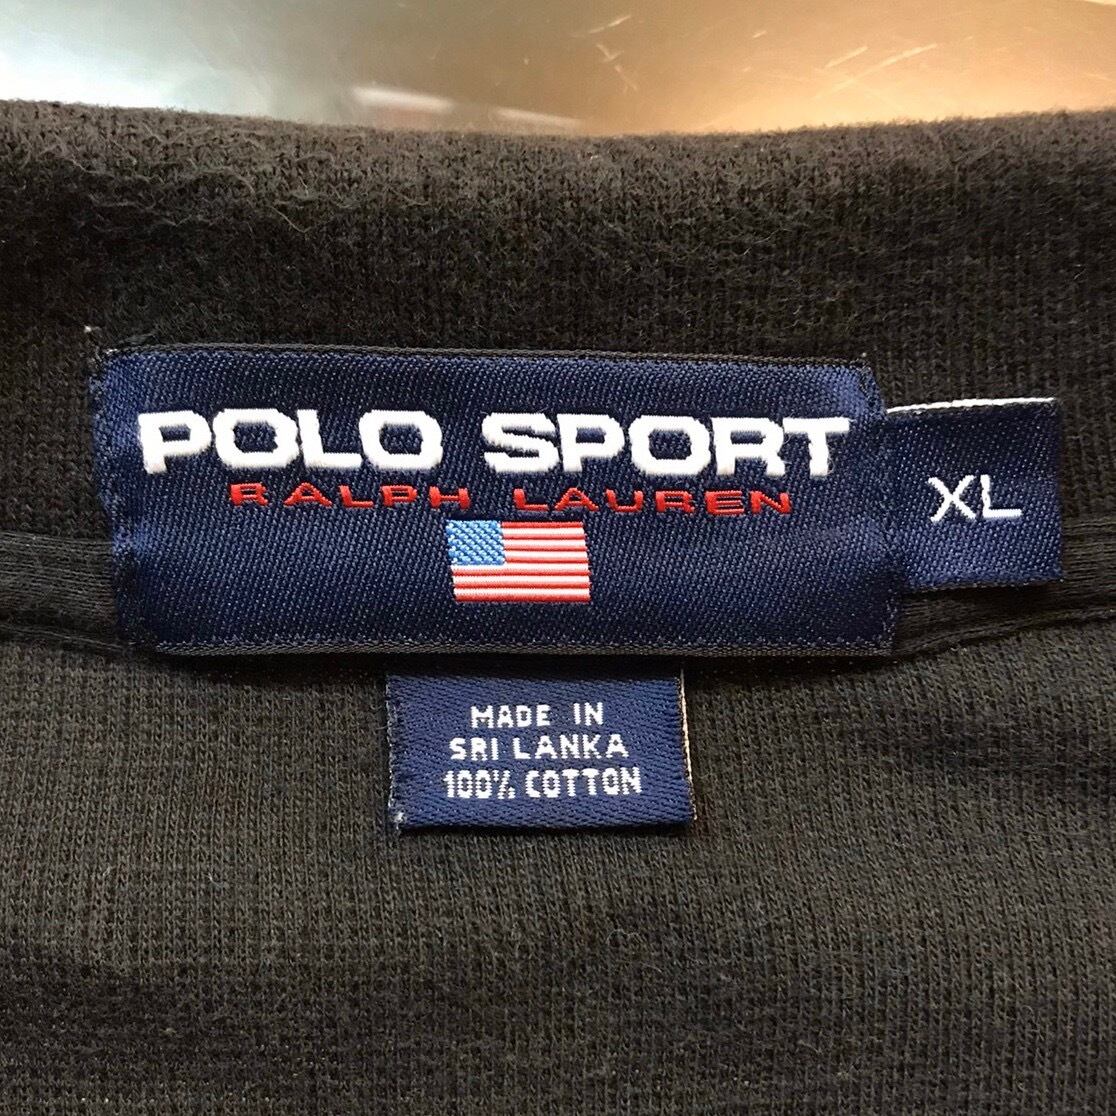 POLO SPORT
RALPH LAUREN
XL
MADE IN
SRI LANKA
100% COTTON